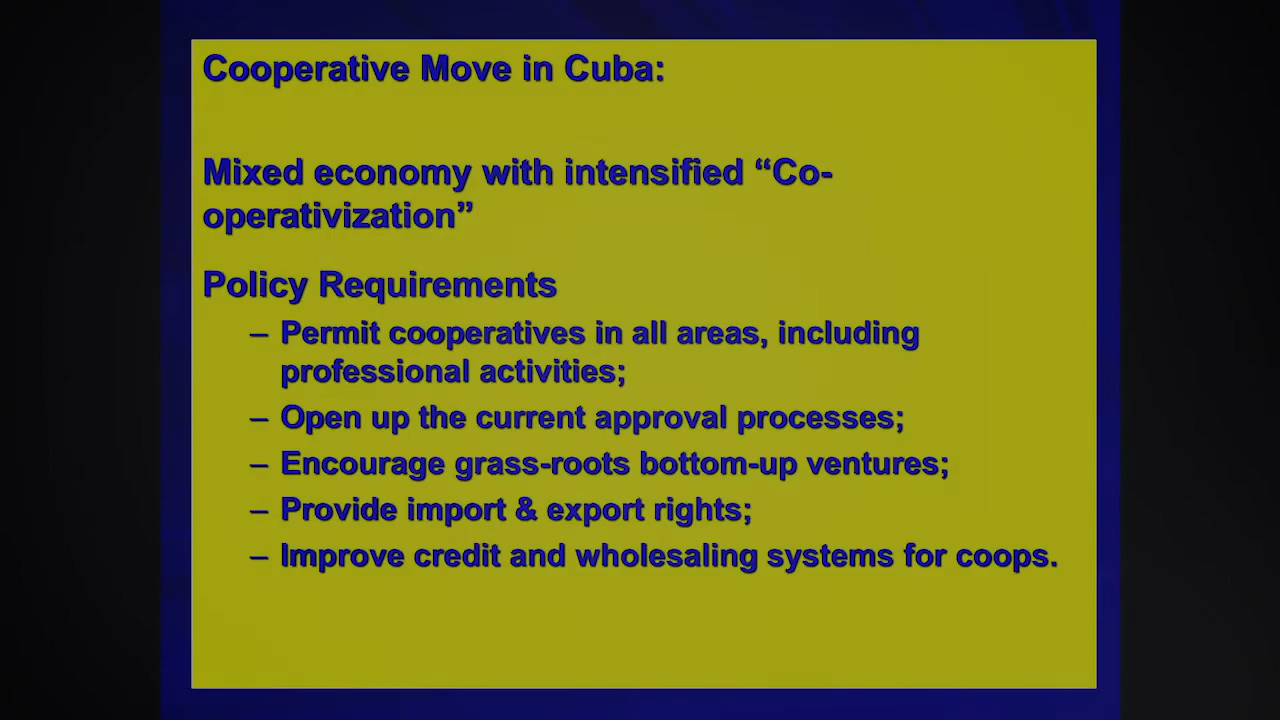 Cooperative Move in Cuba:
Mixed economy with intensified “Co-
operativization”
Policy Requirements
– Permit cooperatives in all areas, including
professional activities;
– Open up the current approval processes;
– Encourage grass-roots bottom-up ventures;
– Provide import & export rights;
– Improve credit and wholesaling systems for coops.